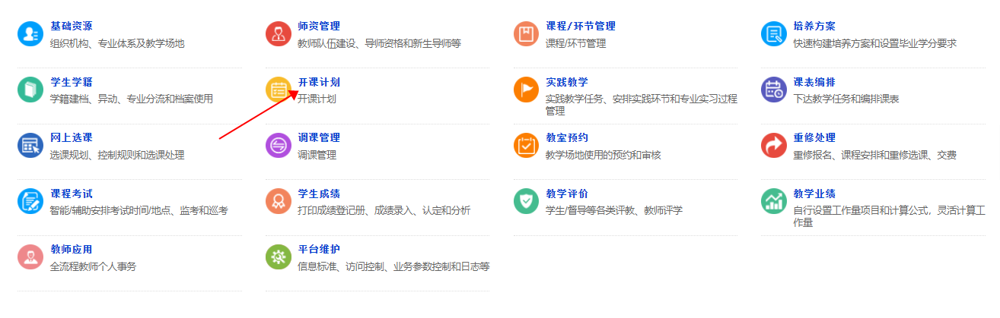 基础资源
组织机构、专业体系及教学场地
师资管理
教师队伍建设、导师资格和新生导师等
课程/环节管理
课程/环节管理
培养方案
快速构建培养方案和设置毕业学分要求
学生学籍
学籍建档、异动、专业分流和档案使用
开课计划
开课计划
实践教学
实践教学任务、安排实践环节和专业实习过程
管理
课表编排
下达教学任务和编排课表
网上选课
选课规划、控制规则和选课处理
调课管理
调课管理
教室预约
教学场地使用的预约和审核
重修处理
重修报名、课程安排和重修选课、交费
课程考试
智能/辅助安排考试时间/地点、监考和巡考
学生成绩
打印成绩登记册、成绩录入、认定和分析
教学评价
学生/督导等各类评教、教师评学
教学业绩
自行设置工作量项目和计算公式，灵活计算工
作量
教师应用
全流程教师个人事务
平台维护
信息标准、访问控制、业务参数控制和日志等